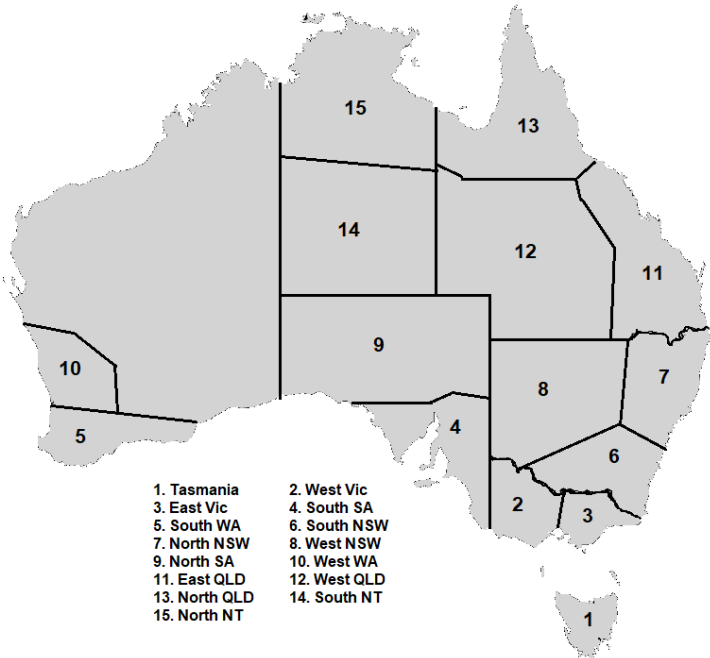 15
13
14
12
11
9
10
7
8
4
5
6
2
3
1
1. Tasmania 2. West Vic
3. East Vic 4. South SA
5. South WA 6. South NSW
7. North NSW 8. West NSW
9. North SA 10. West WA
11. East QLD 12. West QLD
13. North QLD 14. South NT
15. North NT